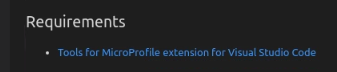 Requirements
Tools for MicroProfile extension for Visual Studio Code